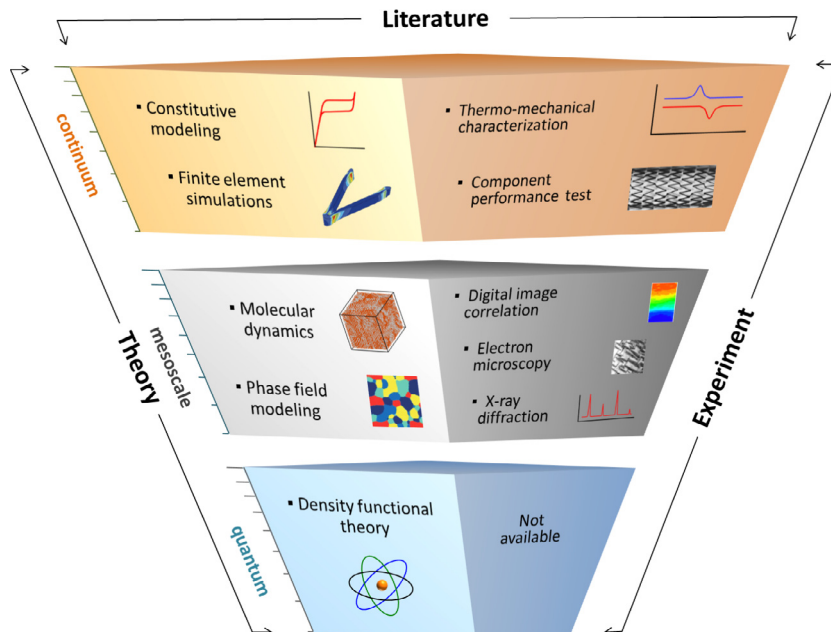 Literature
continuum
▪ Constitutive
modeling
▪ Finite element
simulations
▪ Thermo-mechanical
characterization
▪ Component
performance test
Theory
Experiment
mesoscale
▪ Molecular
dynamics
▪ Phase field
modeling
▪ Digital image
correlation
▪ Electron
microscopy
▪ X-ray
diffraction
quantum
▪ Density functional
theory
Not
available